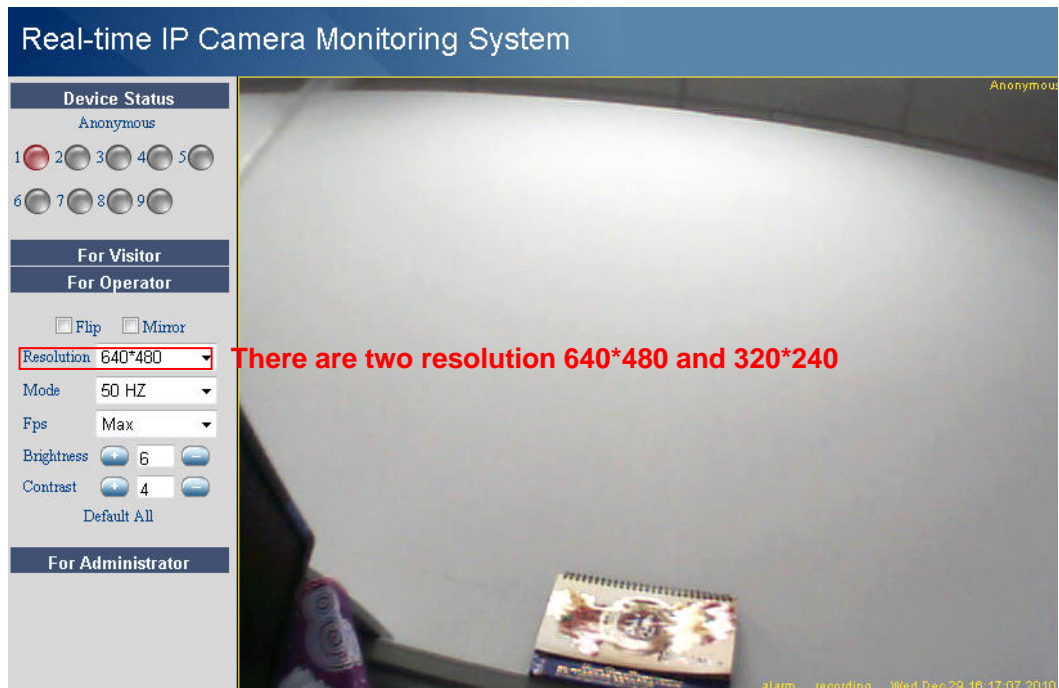 Real-time IP Camera Monitoring System
Device Status
Anonymous
1 2 3 4 5
6 7 8 9
For Visitor
For Operator
Flip Mirror
Resolution 640*480
There are two resolution 640*480 and 320*240
Mode 50 HZ
Fps Max
Brightness + 6 -
Contrast + 4 -
Default All
For Administrator
Anonymous
alarm recording Wed Dec 29 16:17:07 2010